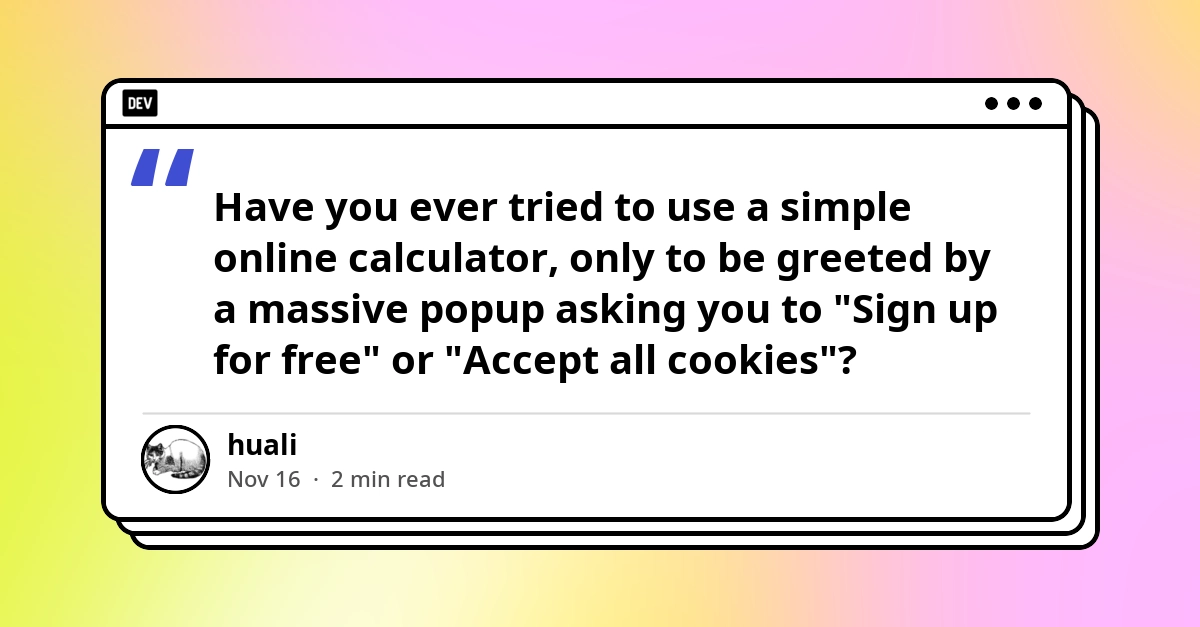 DEV
Have you ever tried to use a simple
online calculator, only to be greeted by
a massive popup asking you to "Sign up
for free" or "Accept all cookies"?
huali
Nov 16 · 2 min read